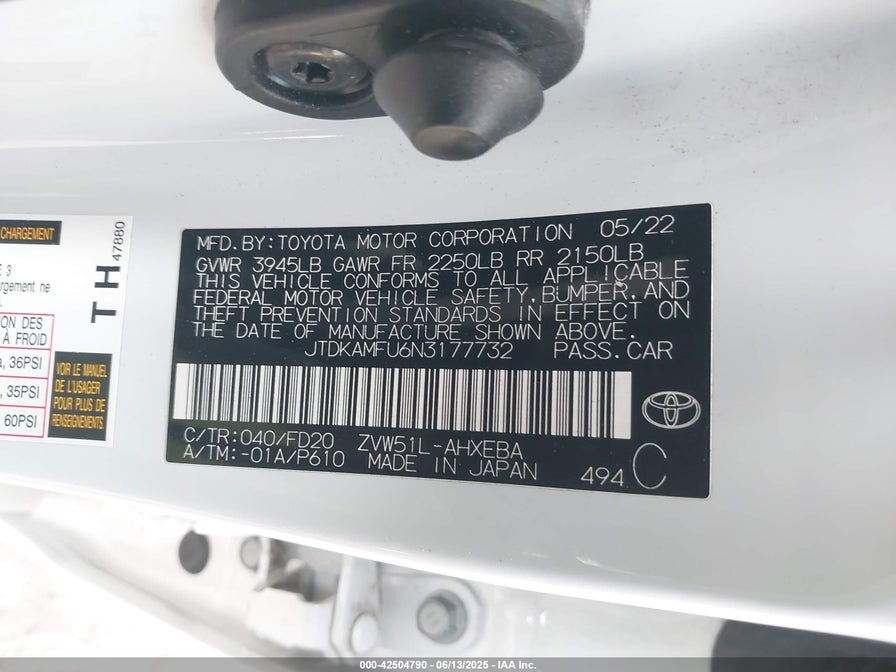 CHARGEMENT
47880
TH
E 3
rgement ne
ION DES
À FROID
a, 36PSI
, 35PSI
, 60PSI
VOIR LE MANUEL
DE L'USAGER
POUR PLUS DE
RENSEIGNEMENTS
MFD. BY: TOYOTA MOTOR CORPORATION 05/22
GVWR 3945LB GAWR FR 2250LB RR 2150LB
THIS VEHICLE CONFORMS TO ALL APPLICABLE
FEDERAL MOTOR VEHICLE SAFETY, BUMPER, AND
THEFT PREVENTION STANDARDS IN EFFECT ON
THE DATE OF MANUFACTURE SHOWN ABOVE.
JTDKAMFU6N3177732 PASS.CAR
C/TR:040/FD20 ZVW51L-AHXEBA
A/TM:-01A/P610 MADE IN JAPAN 494 C
000-42504790 - 06/13/2025 - IAA Inc.